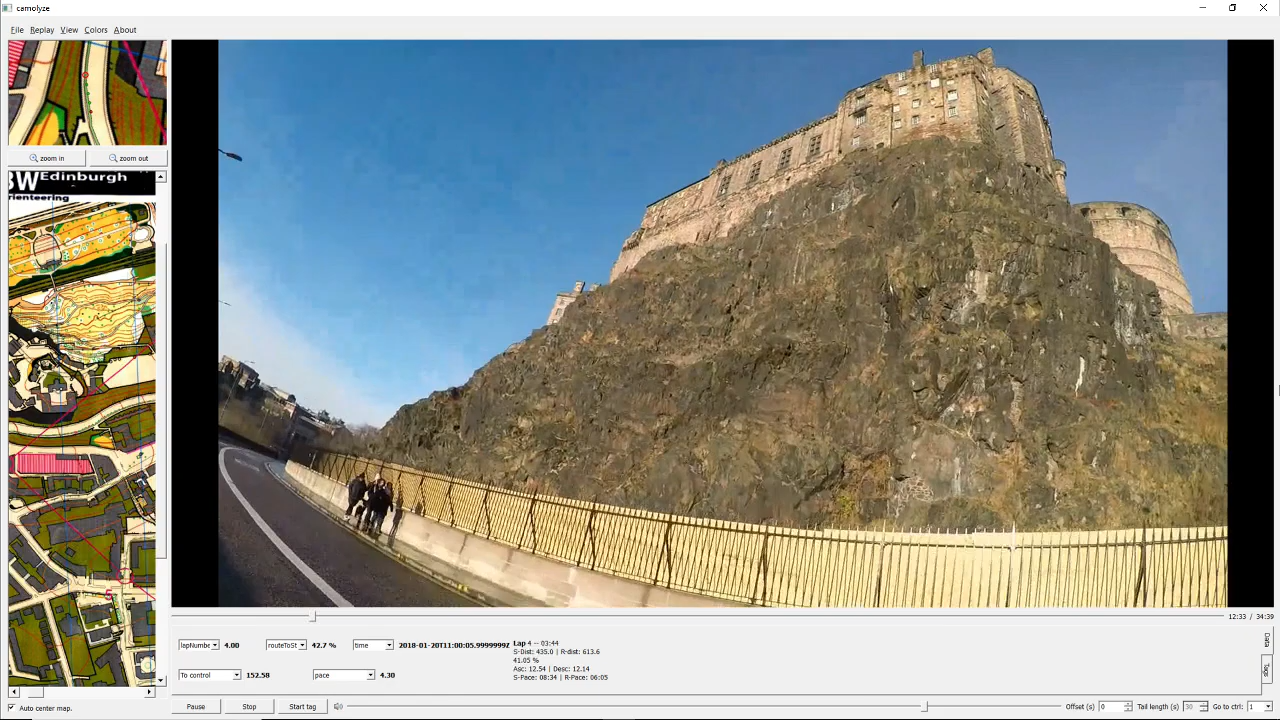 camolyze
File Replay View Colors About
zoom in
zoom out
BW Edinburgh
rienteering
5
12:33 / 34:39
lapNumbe 4.00 routeToSt 42.7 % time 2018-01-20T11:00:05.9999999Z
To control 152.58 pace 4.30
Lap 4 -- 03:44
S-Dist: 435.0 | R-dist: 613.6
41.05 %
Asc: 12.54 | Desc: 12.14
S-Pace: 08:34 | R-Pace: 06:05
Data
Tags
Pause Stop Start tag Offset (s) 0 Tail length (s) 30 Go to ctrl: 1
Auto center map.